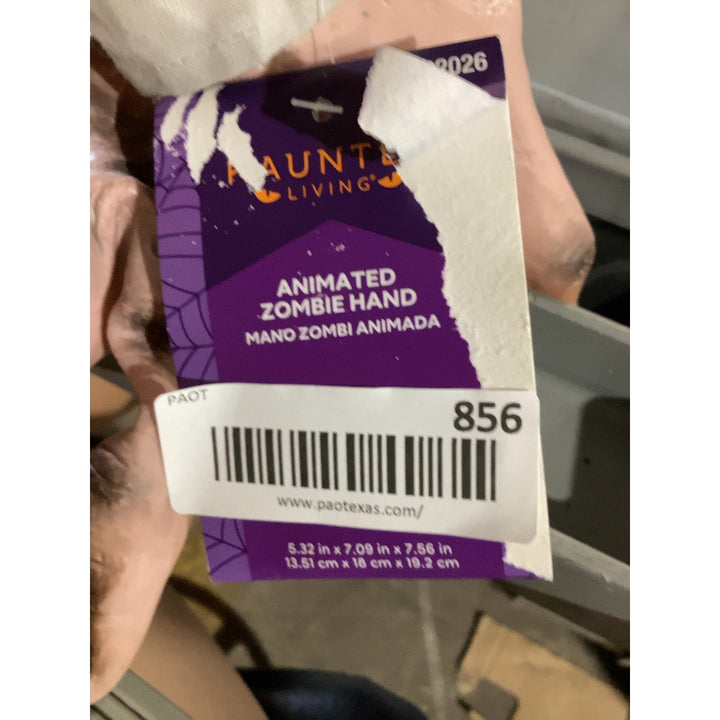 2026
HAUNTE
LIVING®
ANIMATED
ZOMBIE HAND
MANO ZOMBI ANIMADA
PAOT
856
www.paotexas.com/
5.32 in x 7.09 in x 7.56 in
13.51 cm x 18 cm x 19.2 cm